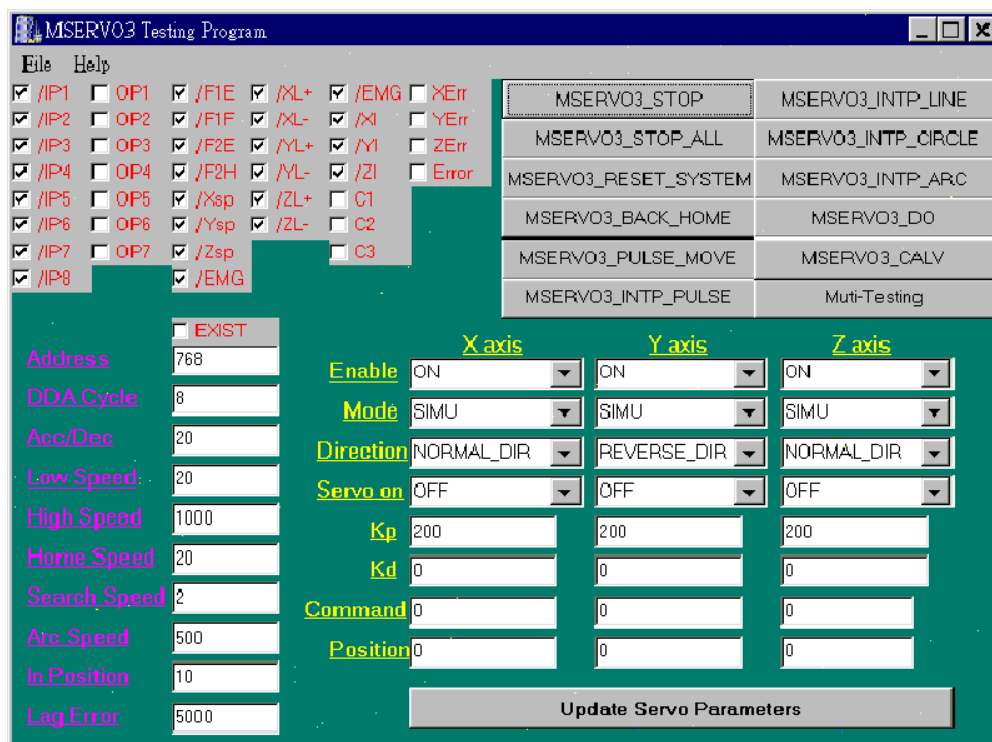 MSERVO3 Testing Program
File Help
/IP1 OP1 /F1E /XL+ /EMG XErr
/IP2 OP2 /F1F /XL- /XI YErr
/IP3 OP3 /F2E /YL+ /YI ZErr
/IP4 OP4 /F2H /YL- /ZI Error
/IP5 OP5 /Xsp /ZL+ C1
/IP6 OP6 /Ysp /ZL- C2
/IP7 OP7 /Zsp C3
/IP8 /EMG
MSERVO3_STOP MSERVO3_INTP_LINE
MSERVO3_STOP_ALL MSERVO3_INTP_CIRCLE
MSERVO3_RESET_SYSTEM MSERVO3_INTP_ARC
MSERVO3_BACK_HOME MSERVO3_DO
MSERVO3_PULSE_MOVE MSERVO3_CALV
MSERVO3_INTP_PULSE Muti-Testing
EXIST
Address 768
DDA Cycle 8
Acc/Dec 20
Low Speed 20
High Speed 1000
Home Speed 20
Search Speed 2
Arc Speed 500
In Position 10
Lag Error 5000
X axis Y axis Z axis
Enable ON ON ON
Mode SIMU SIMU SIMU
Direction NORMAL_DIR REVERSE_DIR NORMAL_DIR
Servo on OFF OFF OFF
Kp 200 200 200
Kd 0 0 0
Command 0 0 0
Position 0 0 0
Update Servo Parameters